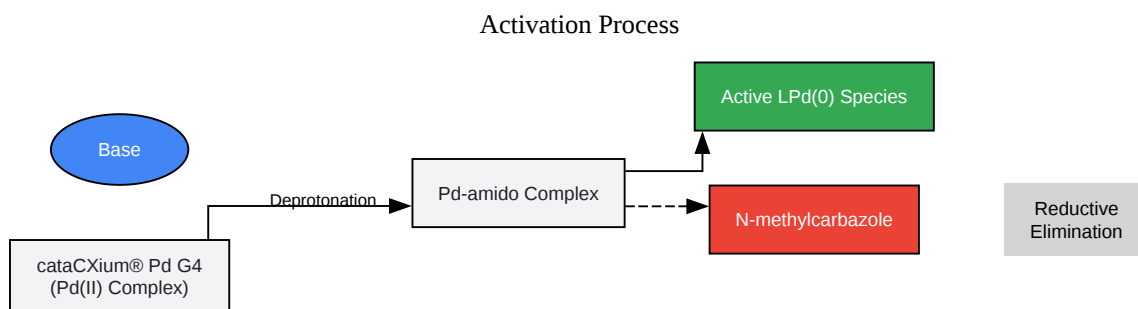 Activation Process
Active LPd(0) Species
Base
Deprotonation
Pd-amido Complex
N-methylcarbazole
Reductive
Elimination
cataCXium® Pd G4
(Pd(II) Complex)